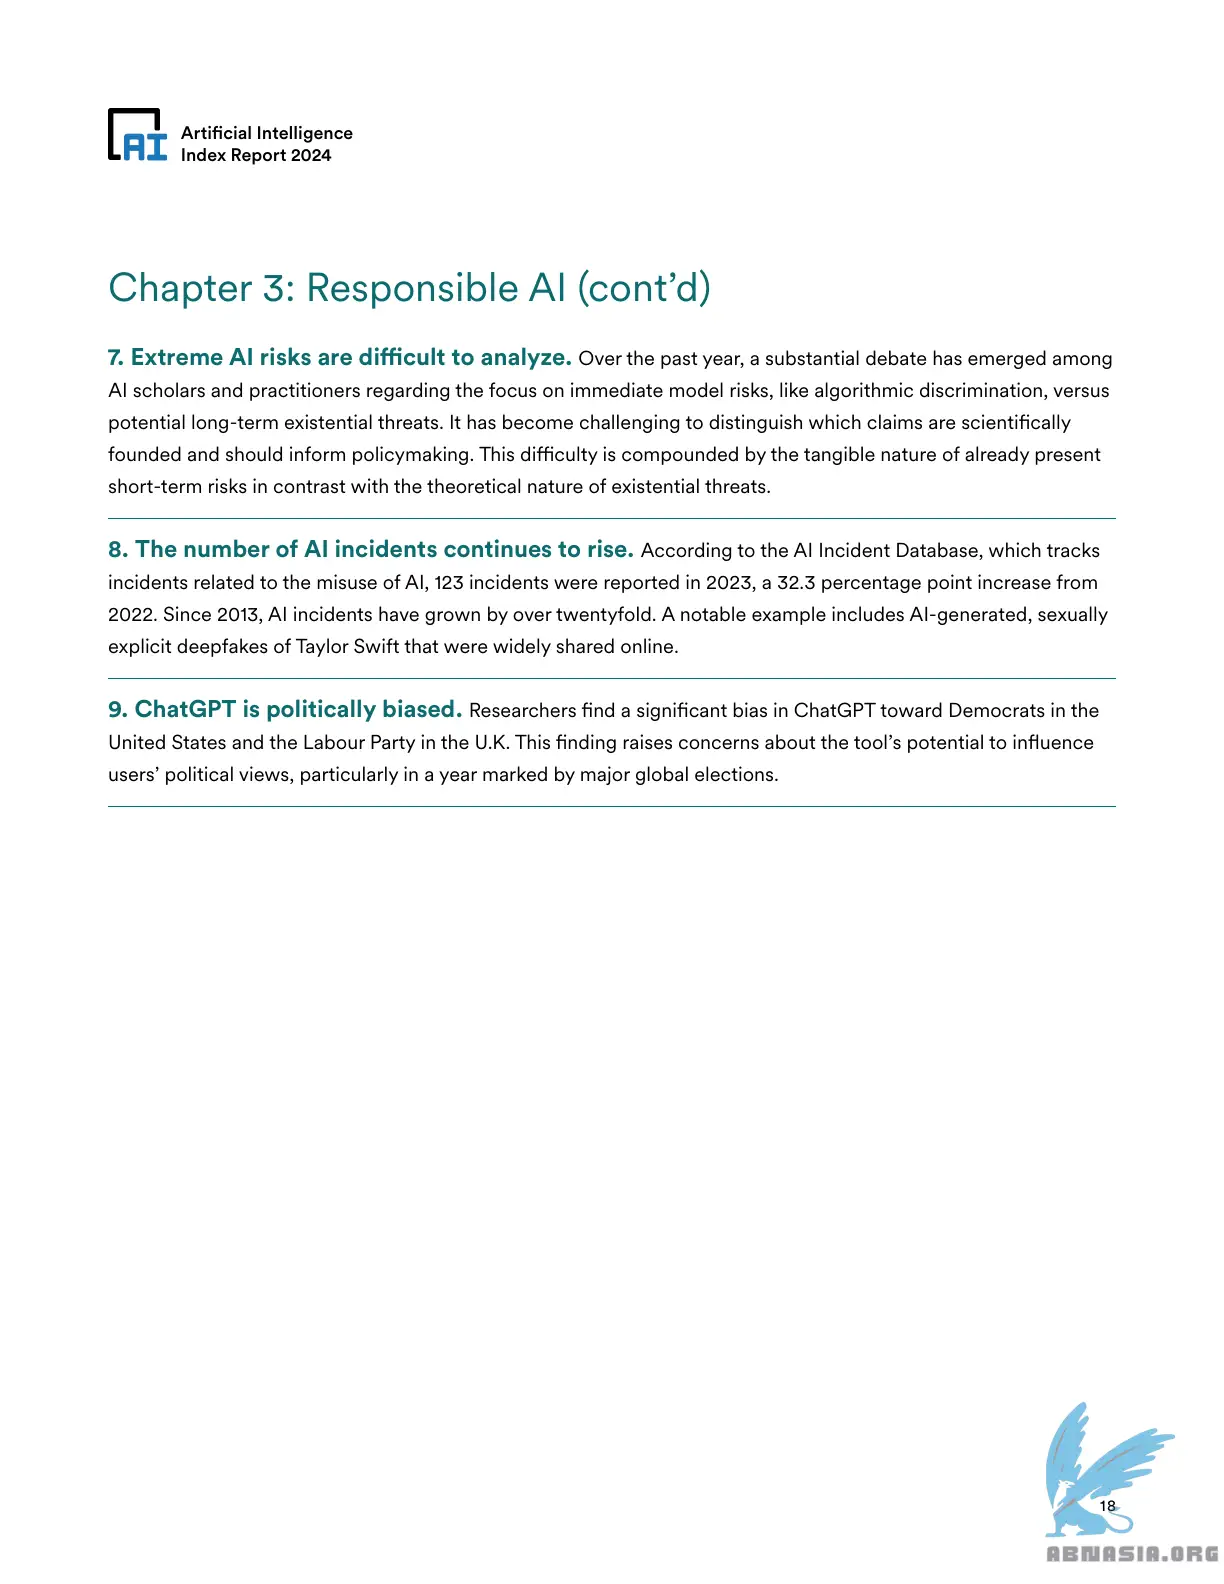 AI
Artificial Intelligence
Index Report 2024
Chapter 3: Responsible AI (cont’d)
7. Extreme AI risks are difficult to analyze. Over the past year, a substantial debate has emerged among
AI scholars and practitioners regarding the focus on immediate model risks, like algorithmic discrimination, versus
potential long-term existential threats. It has become challenging to distinguish which claims are scientifically
founded and should inform policymaking. This difficulty is compounded by the tangible nature of already present
short-term risks in contrast with the theoretical nature of existential threats.
8. The number of AI incidents continues to rise. According to the AI Incident Database, which tracks
incidents related to the misuse of AI, 123 incidents were reported in 2023, a 32.3 percentage point increase from
2022. Since 2013, AI incidents have grown by over twentyfold. A notable example includes AI-generated, sexually
explicit deepfakes of Taylor Swift that were widely shared online.
9. ChatGPT is politically biased. Researchers find a significant bias in ChatGPT toward Democrats in the
United States and the Labour Party in the U.K. This finding raises concerns about the tool’s potential to influence
users’ political views, particularly in a year marked by major global elections.
18
ABNASIA.ORG